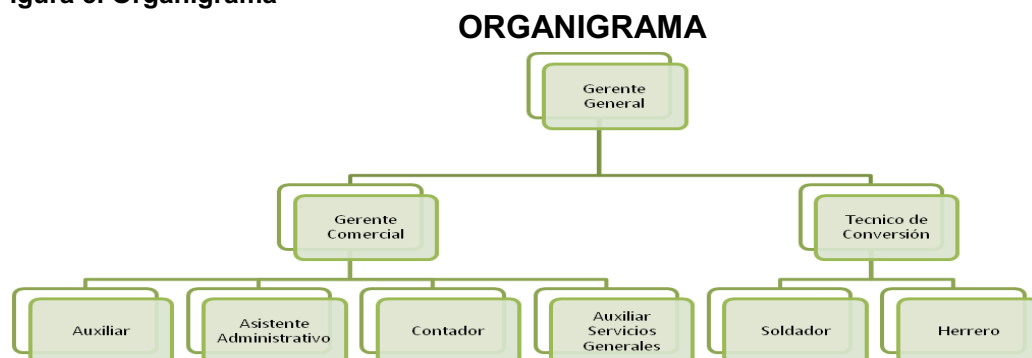 igura 6. Organigrama
ORGANIGRAMA
Gerente
General
Gerente
Comercial
Tecnico de
Conversión
Auxiliar
Asistente
Administrativo
Contador
Auxiliar
Servicios
Generales
Soldador
Herrero